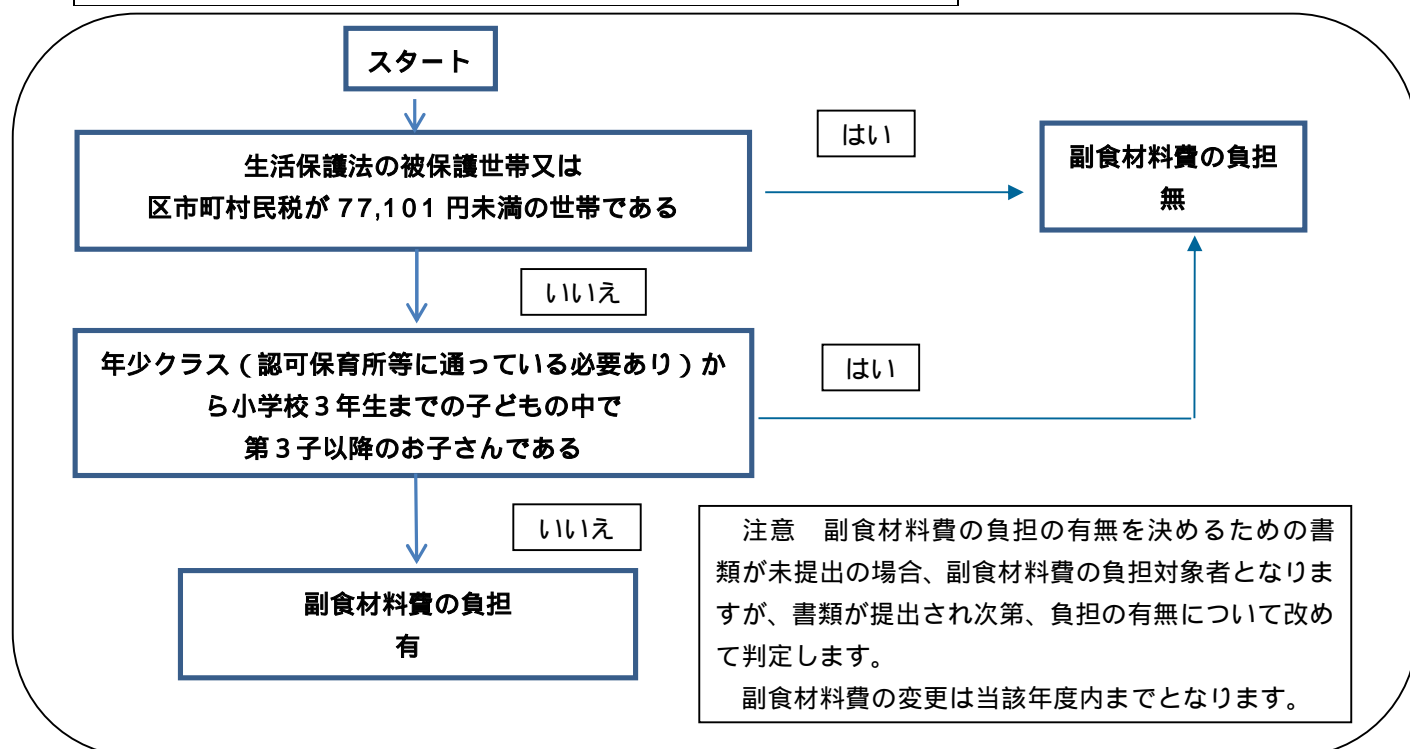 スタート
生活保護法の被保護世帯又は
区市町村民税が 77,101 円未満の世帯である
はい
副食材料費の負担
無
いいえ
年少クラス(認可保育所等に通っている必要あり)か
ら小学校3年生までの子どもの中で
第3子以降のお子さんである
はい
いいえ
副食材料費の負担
有
注意 副食材料費の負担の有無を決めるための書
類が未提出の場合、副食材料費の負担対象者となりま
すが、書類が提出され次第、負担の有無について改め
て判定します。
副食材料費の変更は当該年度内までとなります。